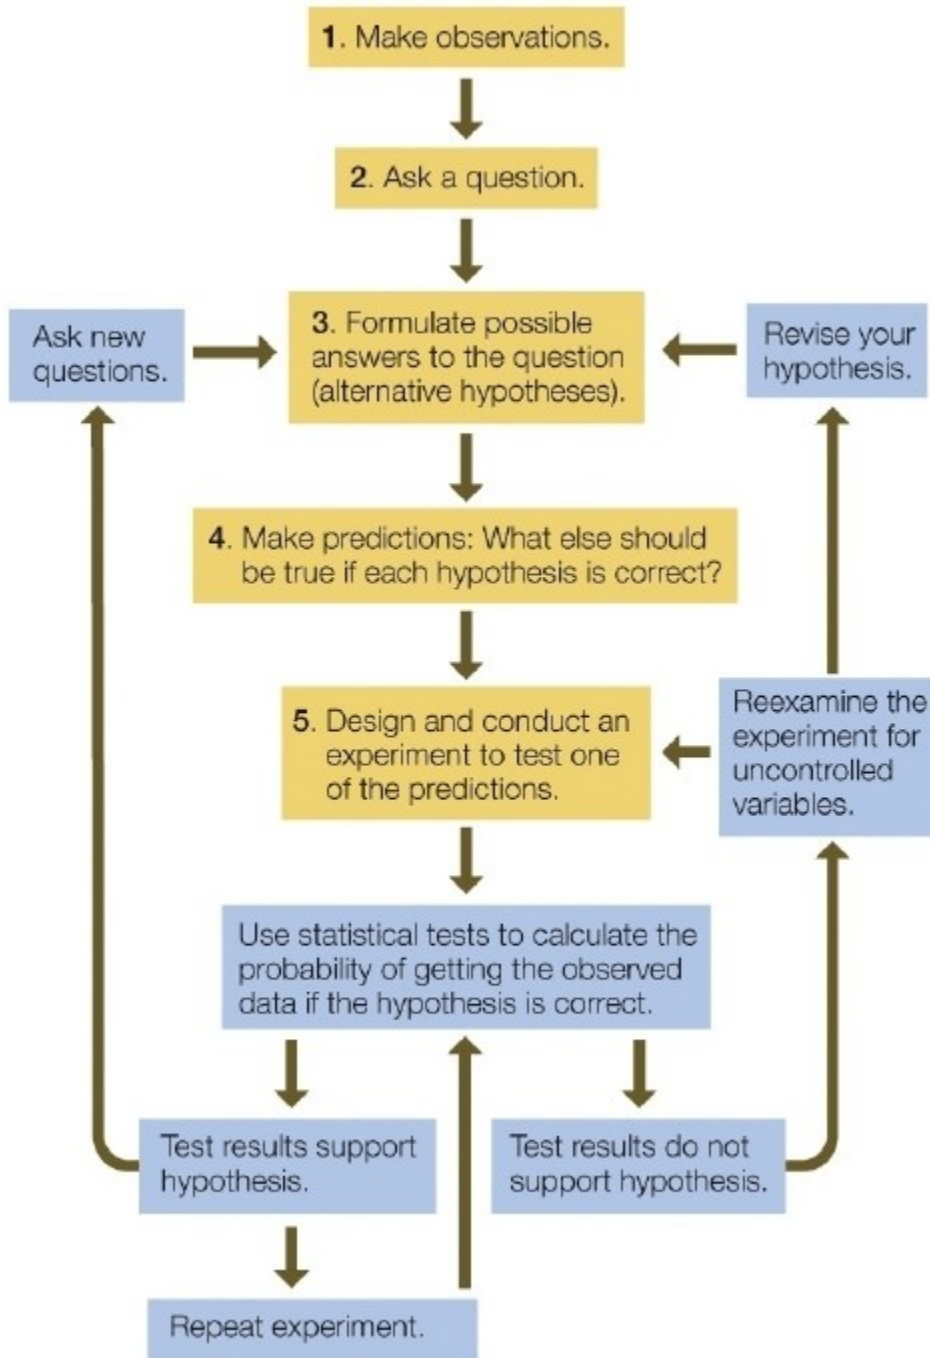 1. Make observations.
2. Ask a question.
Ask new
questions.
3. Formulate possible
answers to the question
(alternative hypotheses).
Revise your
hypothesis.
4. Make predictions: What else should
be true if each hypothesis is correct?
5. Design and conduct an
experiment to test one
of the predictions.
Reexamine the
experiment for
uncontrolled
variables.
Use statistical tests to calculate the
probability of getting the observed
data if the hypothesis is correct.
Test results support
hypothesis.
Test results do not
support hypothesis.
Repeat experiment.